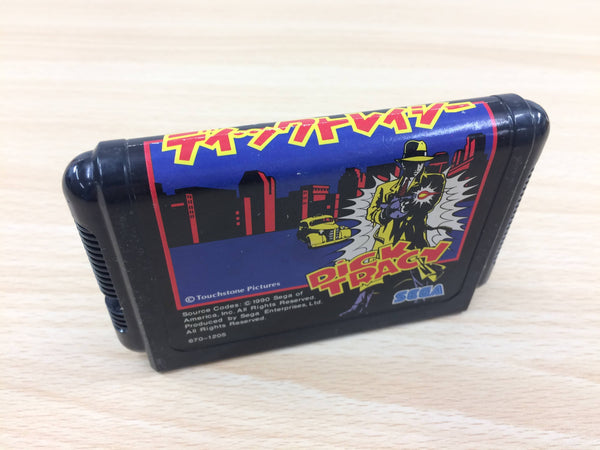 ディックトレイシー
DICK
TRACY
© Touchstone Pictures
SEGA
Source Codes: © 1990 Sega of
America, Inc. All Rights Reserved.
Produced by Sega Enterprises, Ltd.
All Rights Reserved.
670-1205